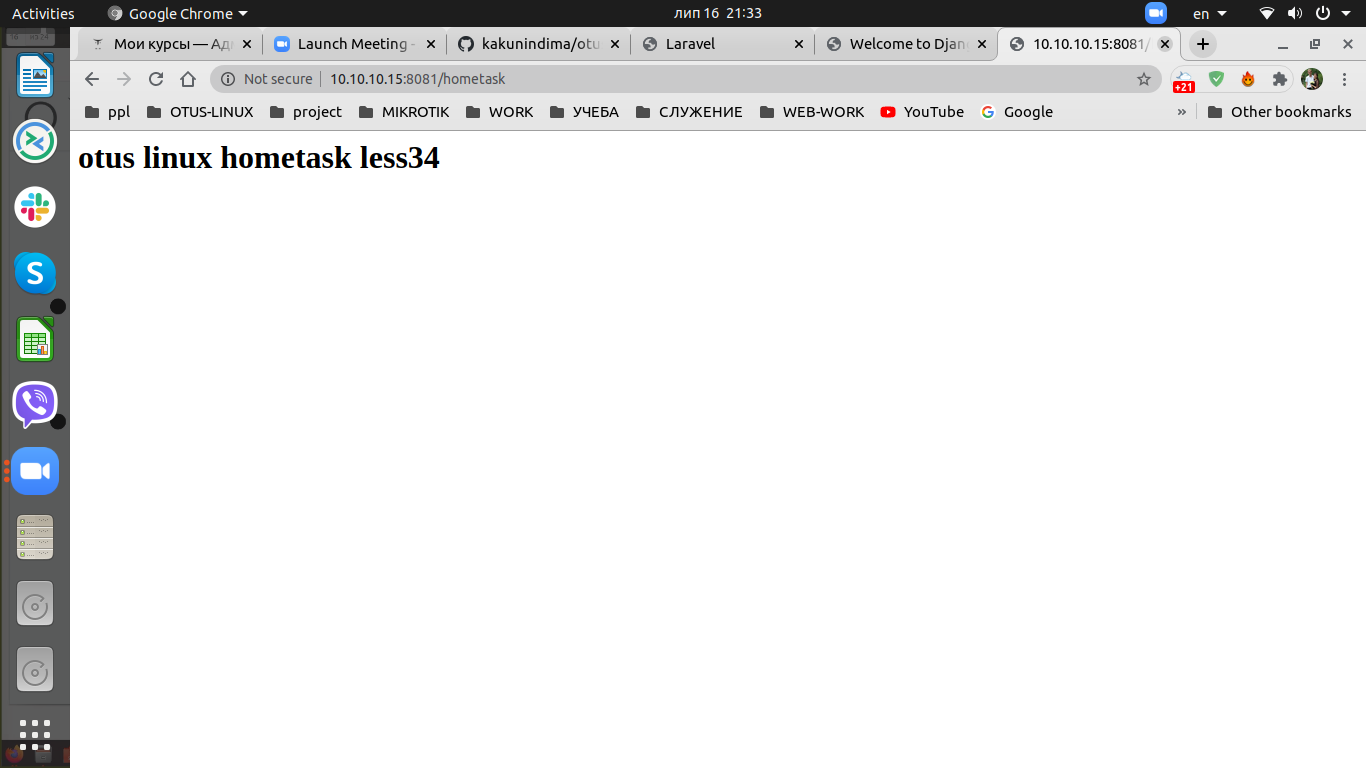 Activities Google Chrome лип 16 21:33 en
Мои курсы — Ад Launch Meeting - kakunindima/otu Laravel Welcome to Djan 10.10.10.15:8081/
Not secure 10.10.10.15:8081/hometask +21
ppl OTUS-LINUX project MIKROTIK WORK УЧЕБА СЛУЖЕНИЕ WEB-WORK YouTube Google » Other bookmarks
otus linux hometask less34